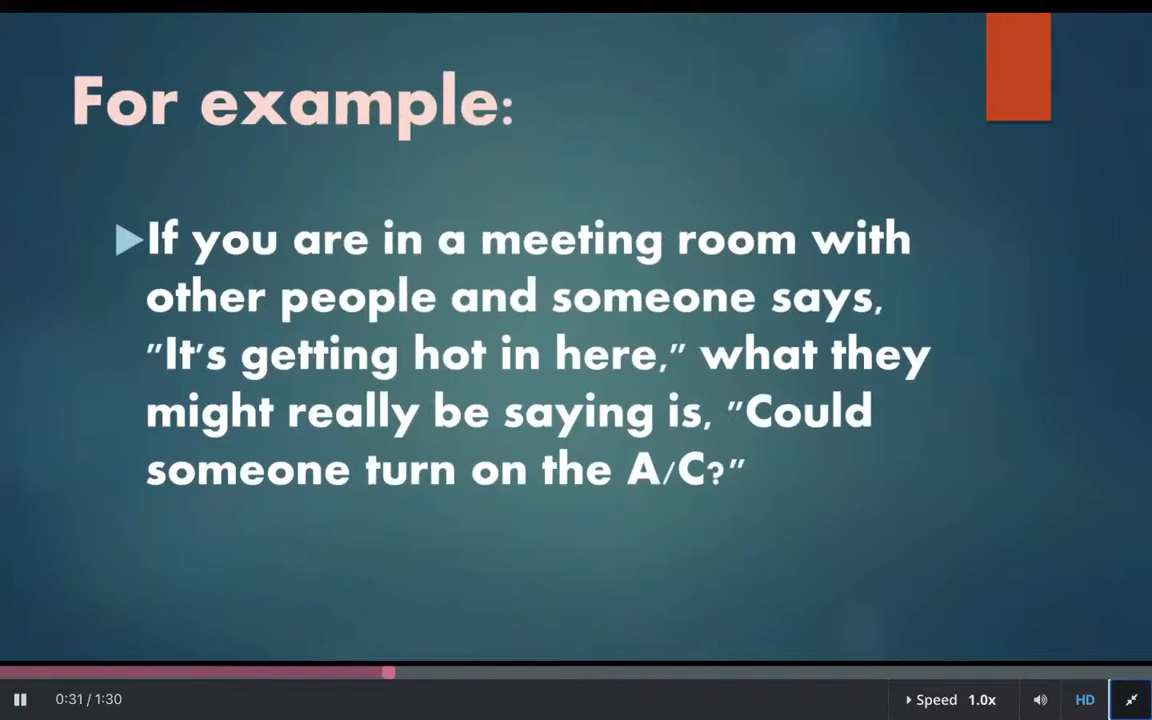 For example:
If you are in a meeting room with
other people and someone says,
"It's getting hot in here," what they
might really be saying is, "Could
someone turn on the A/C?"
0:31 / 1:30
Speed 1.0x
HD